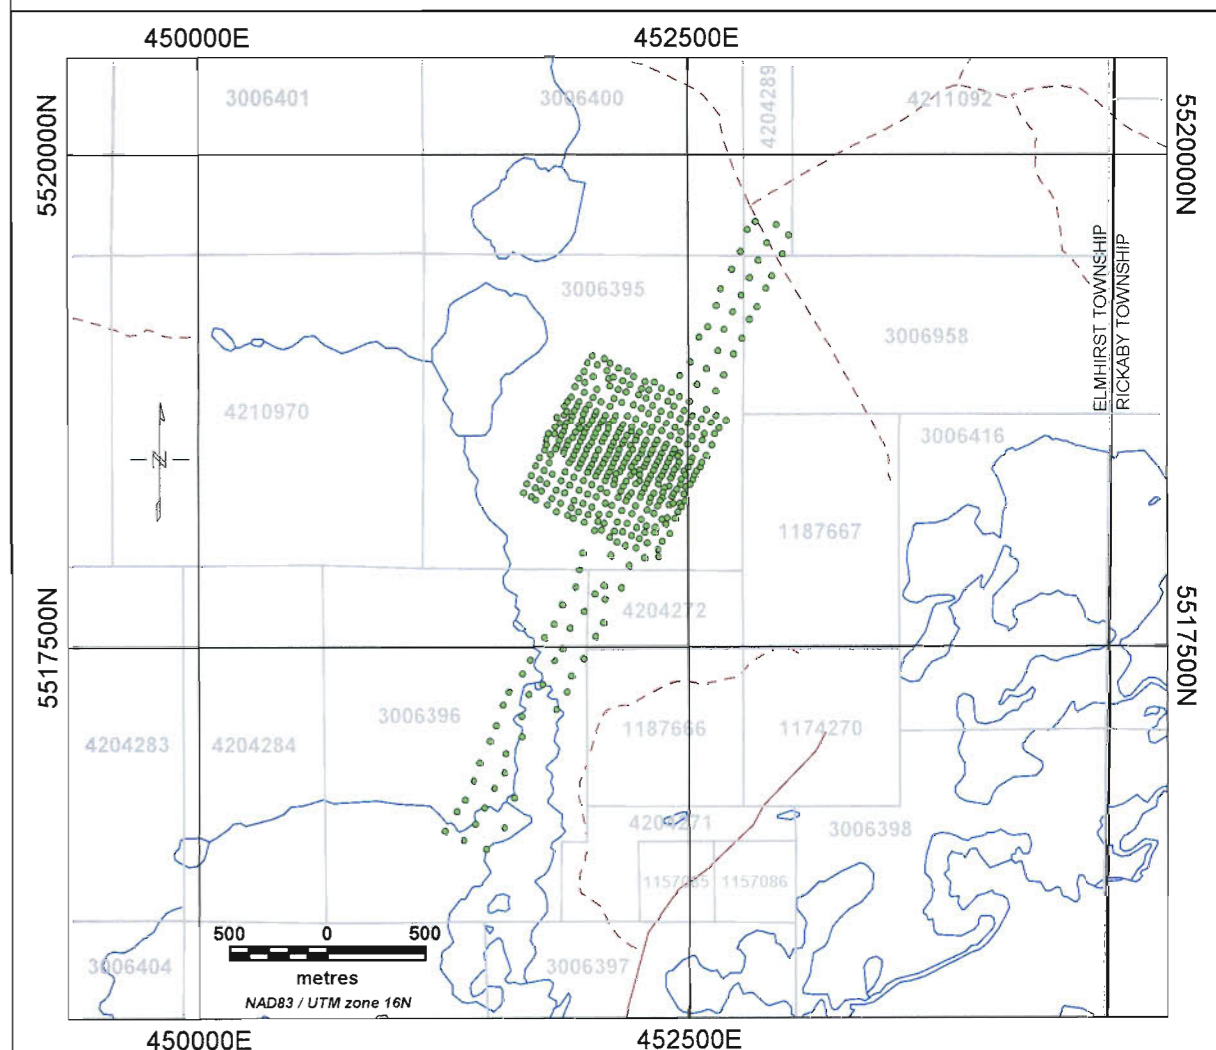 450000E
452500E
3006401
3006400
4204289
4211092
5520000N
5520000N
3006395
ELMHIRST TOWNSHIP
RICKABY TOWNSHIP
3006958
4210970
3006416
N
1187667
4204272
5517500N
5517500N
3006396
4204283
4204284
1187666
1174270
4204271
3006398
1157085
1157086
500
0
500
3006404
metres
3006397
NAD83 / UTM zone 16N
450000E
452500E